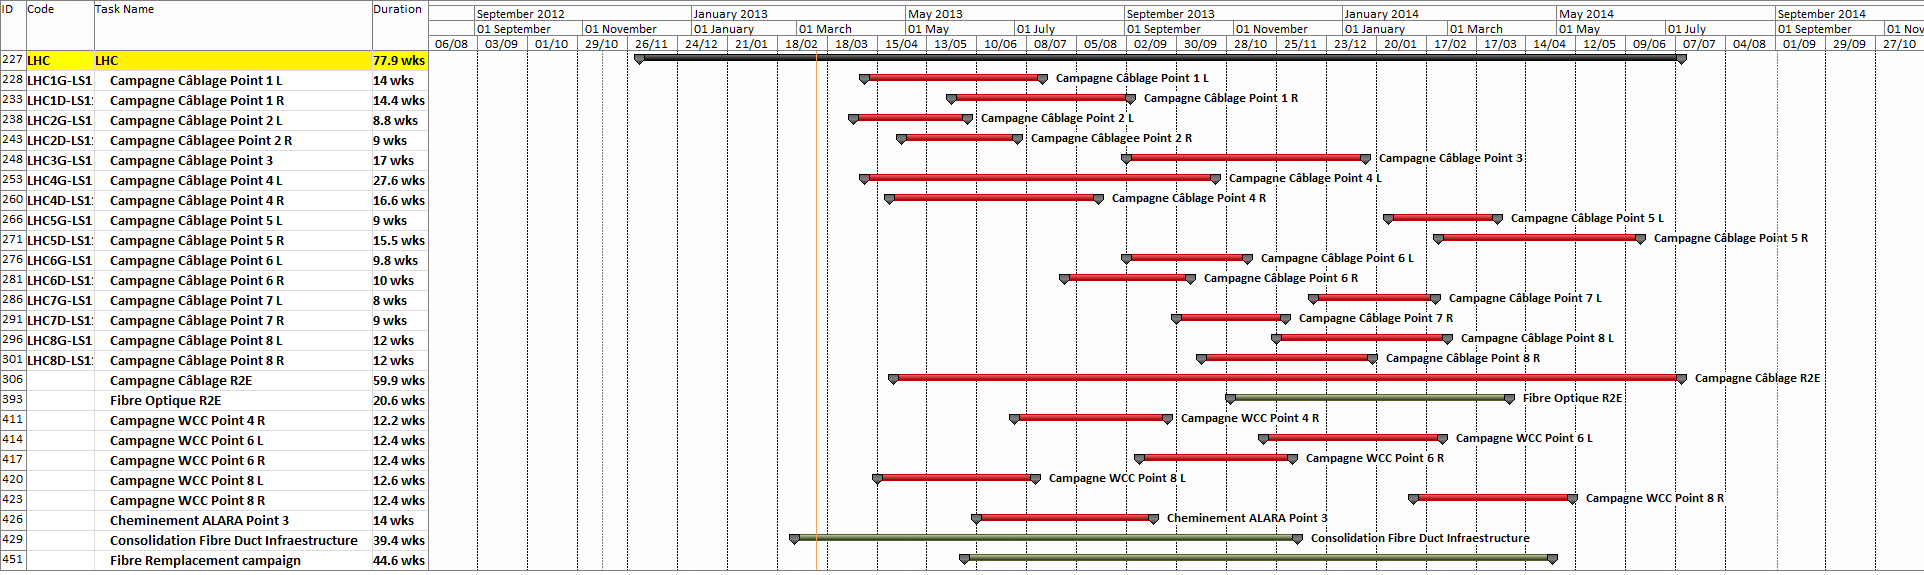 ID Code Task Name Duration
September 2012 January 2013 May 2013 September 2013 January 2014 May 2014 September 2014
01 September 01 November 01 January 01 March 01 May 01 July 01 September 01 November 01 January 01 March 01 May 01 July 01 September 01 Nov
06/08 03/09 01/10 29/10 26/11 24/12 21/01 18/02 18/03 15/04 13/05 10/06 08/07 05/08 02/09 30/09 28/10 25/11 23/12 20/01 17/02 17/03 14/04 12/05 09/06 07/07 04/08 01/09 29/09 27/10
227 LHC LHC 77.9 wks
228 LHC1G-LS1 Campagne Câblage Point 1 L 14 wks Campagne Câblage Point 1 L
233 LHC1D-LS1 Campagne Câblage Point 1 R 14.4 wks Campagne Câblage Point 1 R
238 LHC2G-LS1 Campagne Câblage Point 2 L 8.8 wks Campagne Câblage Point 2 L
243 LHC2D-LS1 Campagne Câblagee Point 2 R 9 wks Campagne Câblagee Point 2 R
248 LHC3G-LS1 Campagne Câblage Point 3 17 wks Campagne Câblage Point 3
253 LHC4G-LS1 Campagne Câblage Point 4 L 27.6 wks Campagne Câblage Point 4 L
260 LHC4D-LS1 Campagne Câblage Point 4 R 16.6 wks Campagne Câblage Point 4 R
266 LHC5G-LS1 Campagne Câblage Point 5 L 9 wks Campagne Câblage Point 5 L
271 LHC5D-LS1 Campagne Câblage Point 5 R 15.5 wks Campagne Câblage Point 5 R
276 LHC6G-LS1 Campagne Câblage Point 6 L 9.8 wks Campagne Câblage Point 6 L
281 LHC6D-LS1 Campagne Câblage Point 6 R 10 wks Campagne Câblage Point 6 R
286 LHC7G-LS1 Campagne Câblage Point 7 L 8 wks Campagne Câblage Point 7 L
291 LHC7D-LS1 Campagne Câblage Point 7 R 9 wks Campagne Câblage Point 7 R
296 LHC8G-LS1 Campagne Câblage Point 8 L 12 wks Campagne Câblage Point 8 L
301 LHC8D-LS1 Campagne Câblage Point 8 R 12 wks Campagne Câblage Point 8 R
306 Campagne Câblage R2E 59.9 wks Campagne Câblage R2E
393 Fibre Optique R2E 20.6 wks Fibre Optique R2E
411 Campagne WCC Point 4 R 12.2 wks Campagne WCC Point 4 R
414 Campagne WCC Point 6 L 12.4 wks Campagne WCC Point 6 L
417 Campagne WCC Point 6 R 12.4 wks Campagne WCC Point 6 R
420 Campagne WCC Point 8 L 12.6 wks Campagne WCC Point 8 L
423 Campagne WCC Point 8 R 12.4 wks Campagne WCC Point 8 R
426 Cheminement ALARA Point 3 14 wks Cheminement ALARA Point 3
429 Consolidation Fibre Duct Infraestructure 39.4 wks Consolidation Fibre Duct Infraestructure
451 Fibre Remplacement campaign 44.6 wks Fibre Remplacement campaign